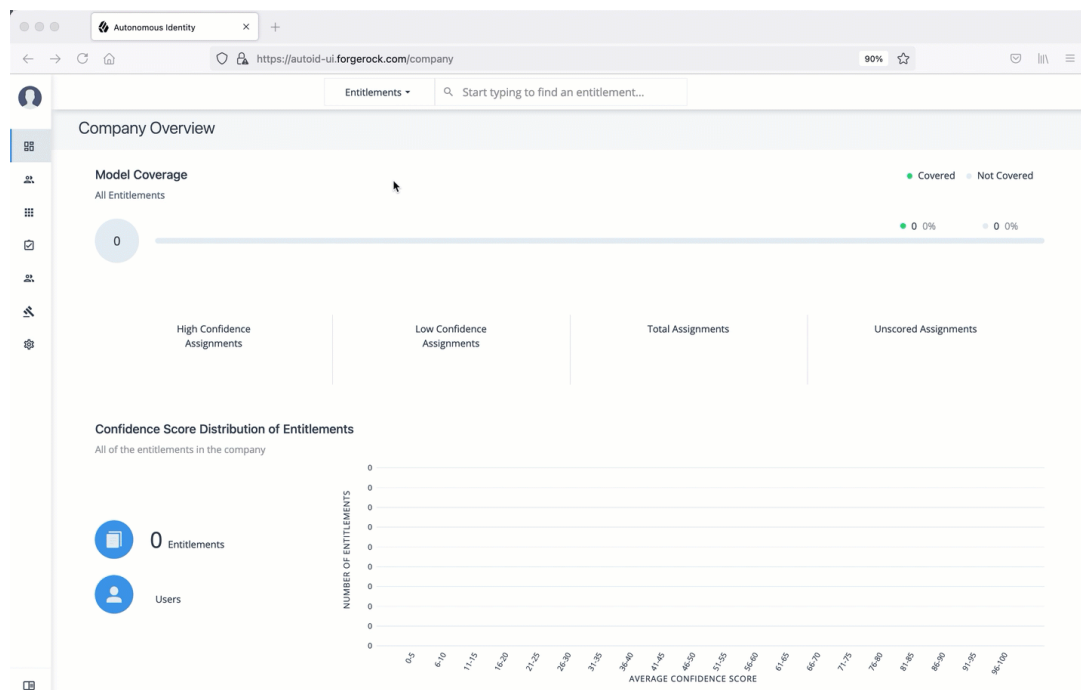 Autonomous Identity
https://autoid-ui.forgerock.com/company
90%
Entitlements
Start typing to find an entitlement...
Company Overview
Model Coverage
Covered
Not Covered
All Entitlements
0 0%
0 0%
0
High Confidence
Assignments
Low Confidence
Assignments
Total Assignments
Unscored Assignments
Confidence Score Distribution of Entitlements
All of the entitlements in the company
0 Entitlements
Users
NUMBER OF ENTITLEMENTS
0
0
0
0
0
0
0
0
0
0
0-5
6-10
11-15
16-20
21-25
26-30
31-35
36-40
41-45
46-50
51-55
56-60
61-65
66-70
71-75
76-80
81-85
86-90
91-95
96-100
AVERAGE CONFIDENCE SCORE